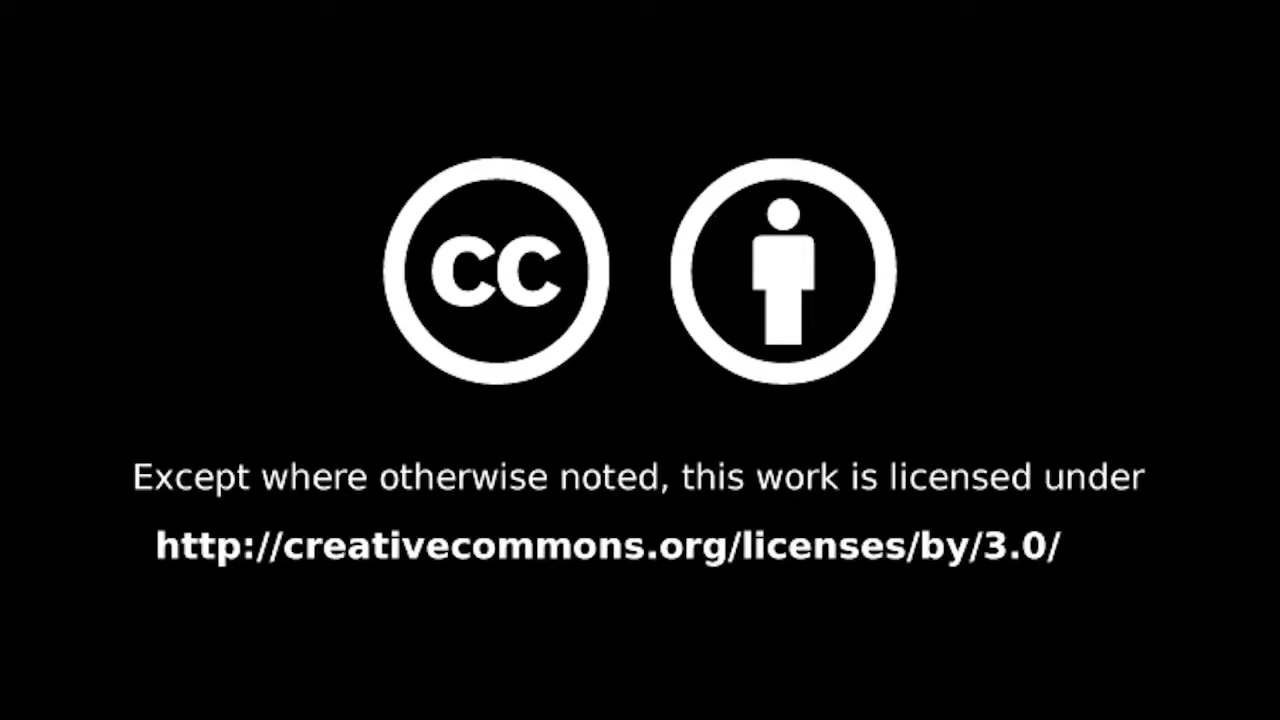 cc
Except where otherwise noted, this work is licensed under
http://creativecommons.org/licenses/by/3.0/